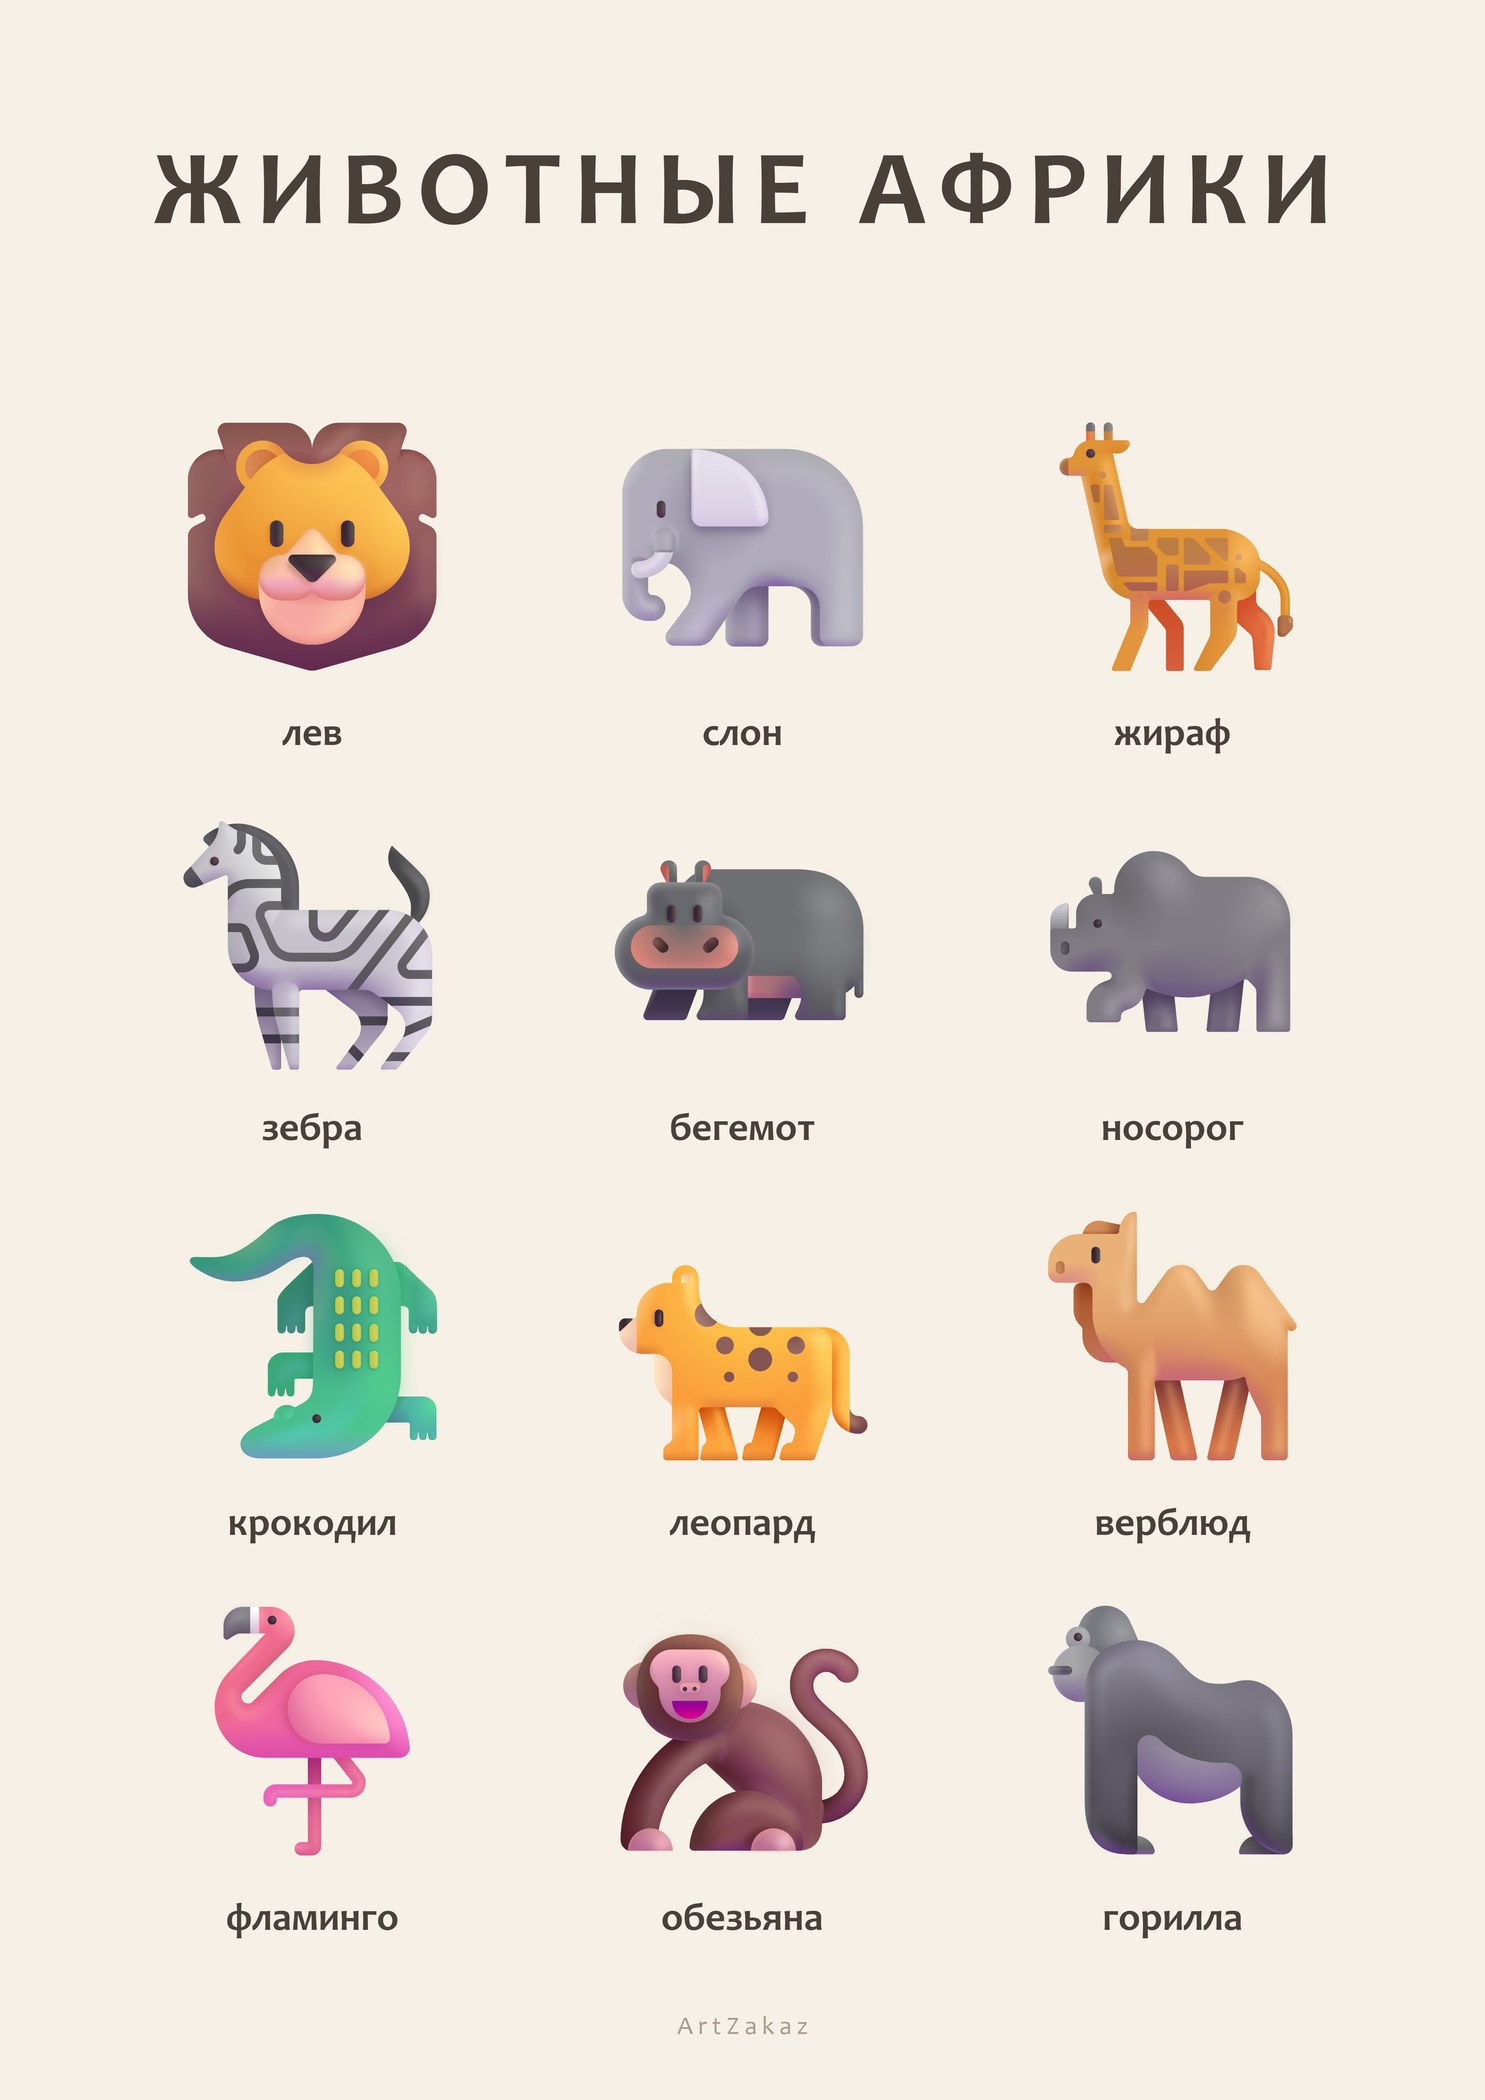 ЖИВОТНЫЕ АФРИКИ
лев слон жираф
зебра бегемот носорог
крокодил леопард верблюд
фламинго обезьяна горилла
ArtZakaz